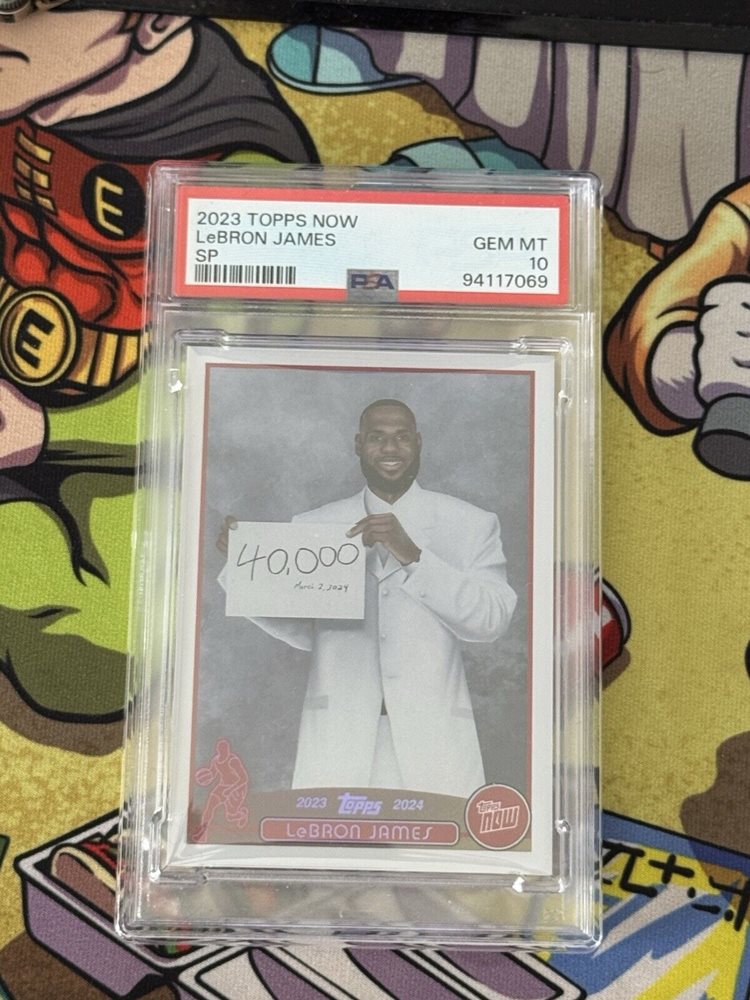 2023 TOPPS NOW
LeBRON JAMES
SP
GEM MT
10
94117069
PSA
40,000
March 2, 2024
2023 topps 2024
LeBRON JAMES
topps
now
E
E